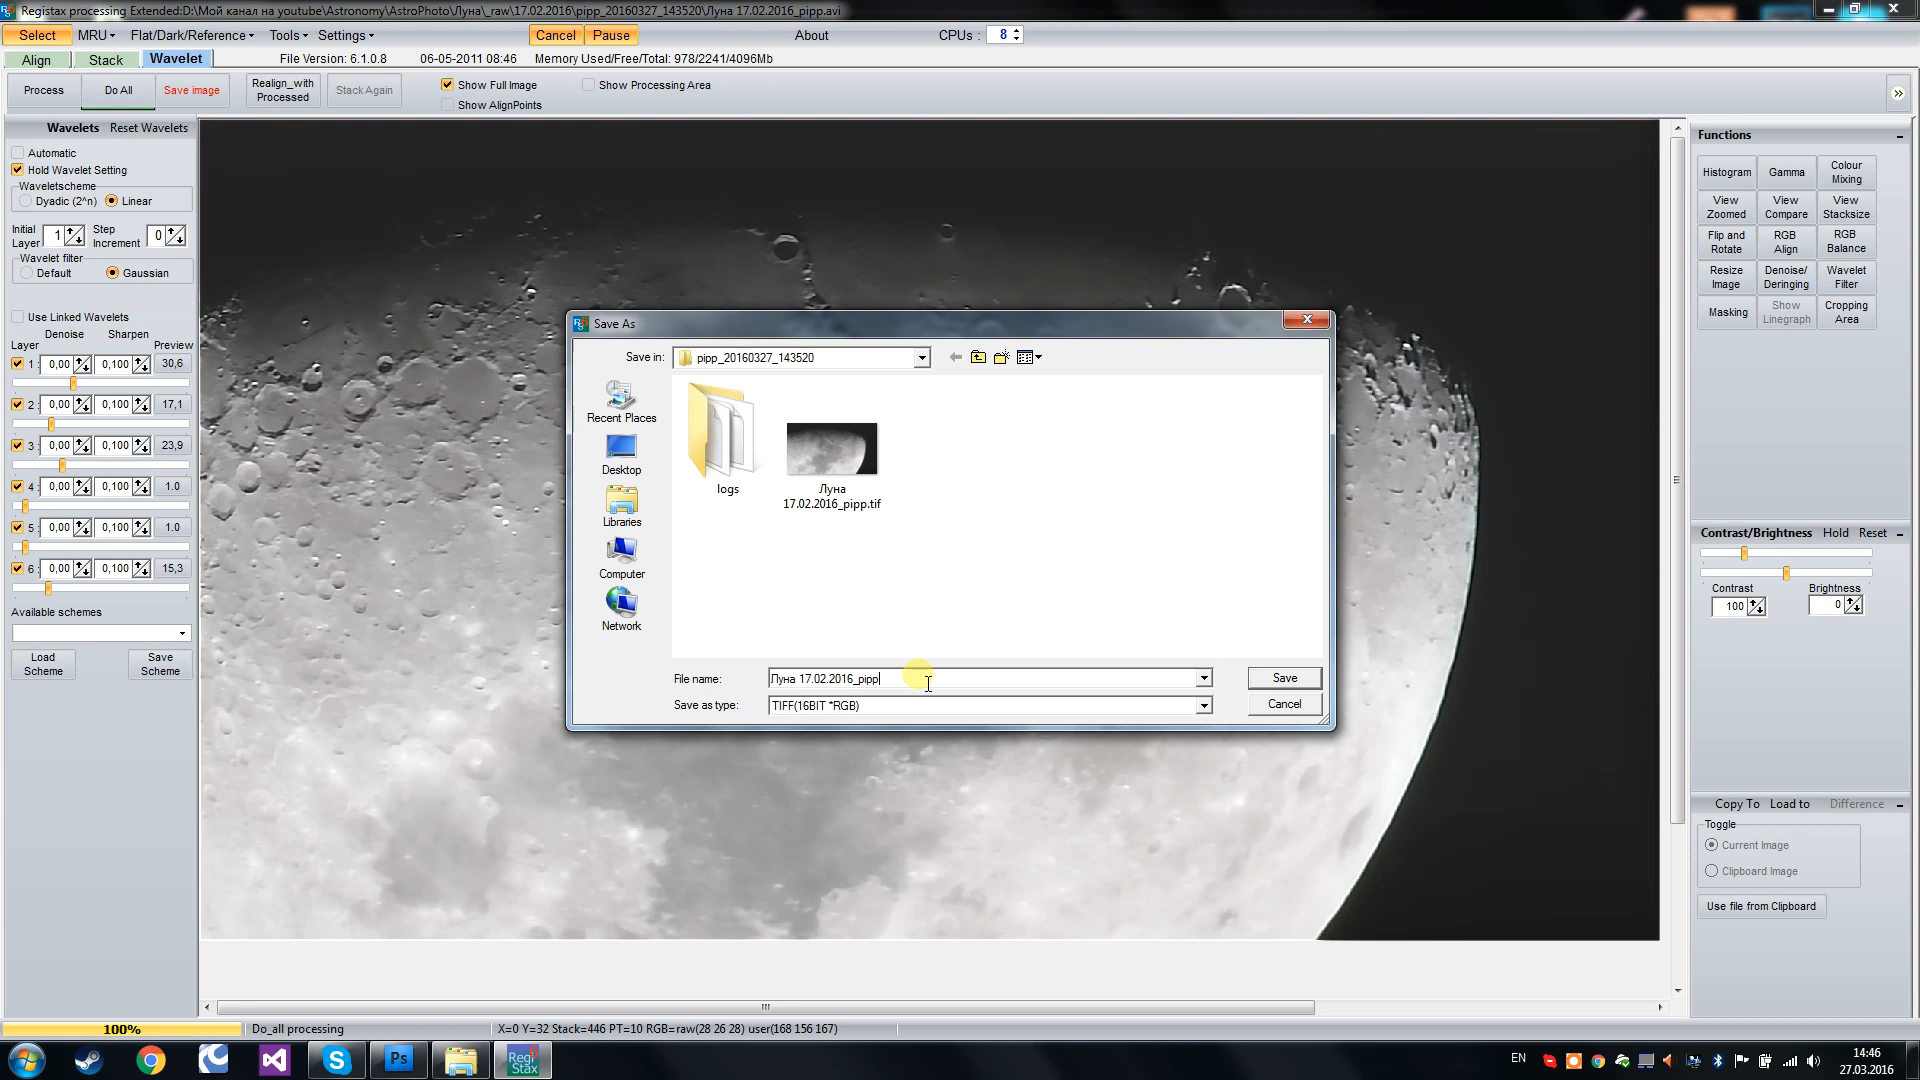 Registax processing Extended:D:\Мой канал на youtube\Astronomy\AstroPhoto\Луна\_raw\17.02.2016\pipp_20160327_143520\Луна 17.02.2016_pipp.avi
Select MRU Flat/Dark/Reference Tools Settings Cancel Pause About CPUs : 8
Align Stack Wavelet File Version: 6.1.0.8 06-05-2011 08:46 Memory Used/Free/Total: 978/2241/4096Mb
Process Do All Save image Realign_with Processed Stack Again Show Full Image Show Processing Area
Show AlignPoints
Wavelets Reset Wavelets
Automatic
Hold Wavelet Setting
Waveletscheme
Dyadic (2^n) Linear
Initial Layer 1 Step Increment 0
Wavelet filter
Default Gaussian
Use Linked Wavelets
Denoise Sharpen
Layer Preview
1 : 0,00 0,100 30,6
2 : 0,00 0,100 17,1
3 : 0,00 0,100 23,9
4 : 0,00 0,100 1.0
5 : 0,00 0,100 1.0
6 : 0,00 0,100 15,3
Available schemes
Load Scheme Save Scheme
Save As
Save in: pipp_20160327_143520
Recent Places
Desktop
Libraries
Computer
Network
logs
Луна
17.02.2016_pipp.tif
File name: Луна 17.02.2016_pipp Save
Save as type: TIFF(16BIT *RGB) Cancel
Functions
Histogram Gamma Colour Mixing
View Zoomed View Compare View Stacksize
Flip and Rotate RGB Align RGB Balance
Resize Image Denoise/ Deringing Wavelet Filter
Masking Show Linegraph Cropping Area
Contrast/Brightness Hold Reset
Contrast Brightness
100 0
Copy To Load to Difference
Toggle
Current Image
Clipboard Image
Use file from Clipboard
100% Do_all processing X=0 Y=32 Stack=446 PT=10 RGB=raw(28 26 28) user(168 156 167)
S Ps Regi Stax 6
EN 14:46
27.03.2016